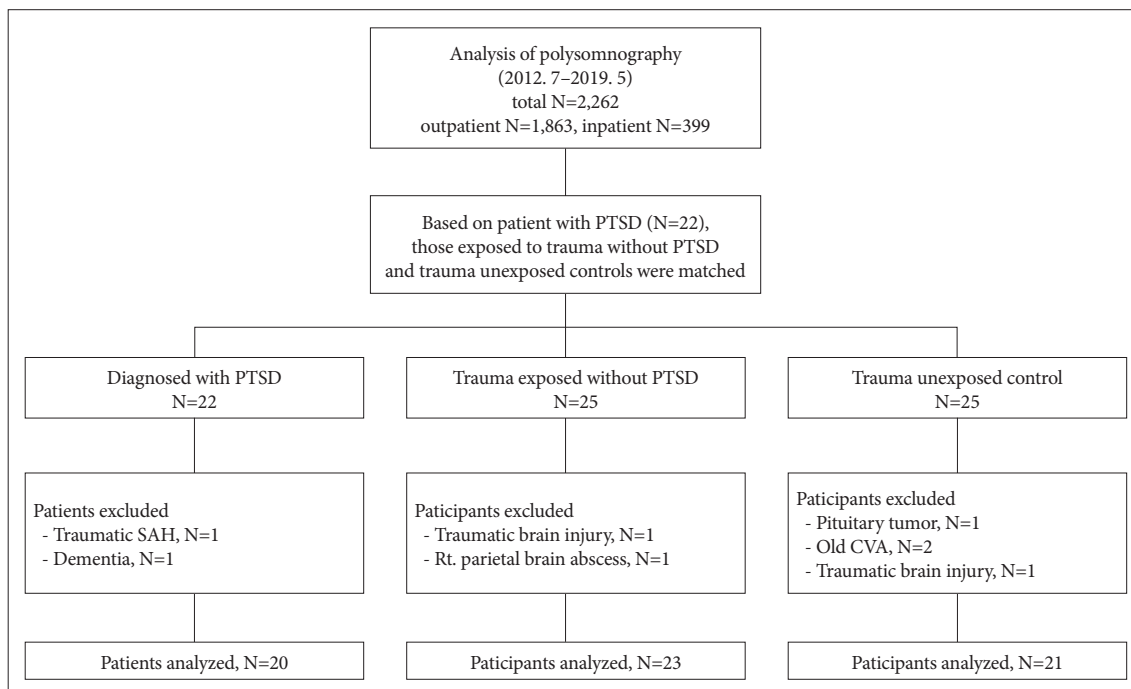 Analysis of polysomnography
(2012. 7–2019. 5)
total N=2,262
outpatient N=1,863, inpatient N=399
Based on patient with PTSD (N=22),
those exposed to trauma without PTSD
and trauma unexposed controls were matched
Diagnosed with PTSD
N=22
Trauma exposed without PTSD
N=25
Trauma unexposed control
N=25
Patients excluded
- Traumatic SAH, N=1
- Dementia, N=1
Paticipants excluded
- Traumatic brain injury, N=1
- Rt. parietal brain abscess, N=1
Paticipants excluded
- Pituitary tumor, N=1
- Old CVA, N=2
- Traumatic brain injury, N=1
Patients analyzed, N=20
Paticipants analyzed, N=23
Paticipants analyzed, N=21